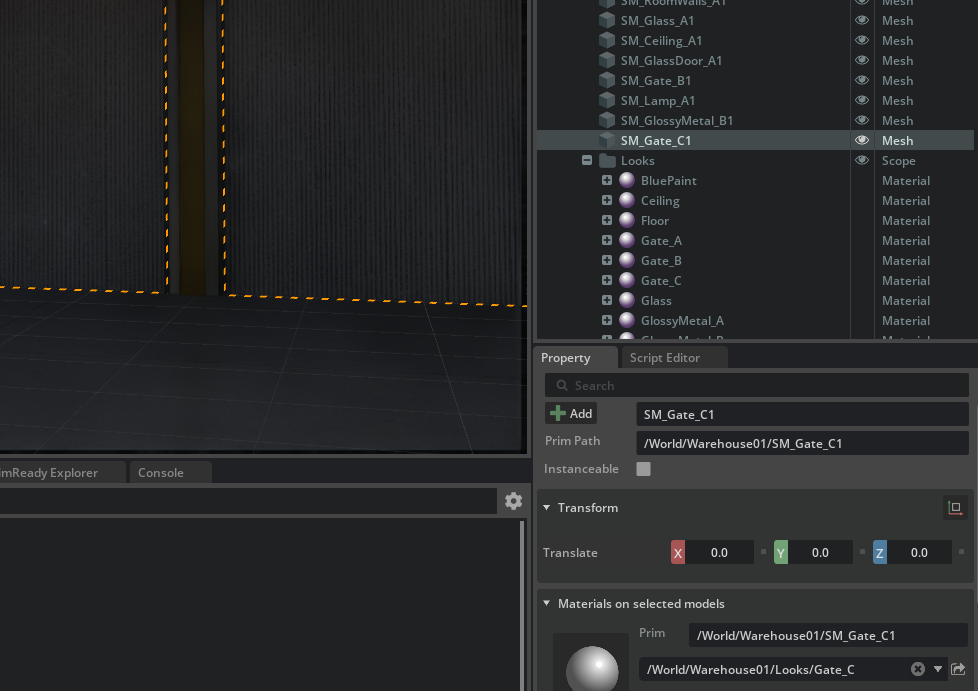 SM_RoomWalls_A1 Mesh
SM_Glass_A1 Mesh
SM_Ceiling_A1 Mesh
SM_GlassDoor_A1 Mesh
SM_Gate_B1 Mesh
SM_Lamp_A1 Mesh
SM_GlossyMetal_B1 Mesh
SM_Gate_C1 Mesh
Looks Scope
BluePaint Material
Ceiling Material
Floor Material
Gate_A Material
Gate_B Material
Gate_C Material
Glass Material
GlossyMetal_A Material
Property Script Editor
Search
Add SM_Gate_C1
Prim Path /World/Warehouse01/SM_Gate_C1
Instanceable
Transform
Translate X 0.0 Y 0.0 Z 0.0
Materials on selected models
Prim /World/Warehouse01/SM_Gate_C1
/World/Warehouse01/Looks/Gate_C
imReady Explorer Console